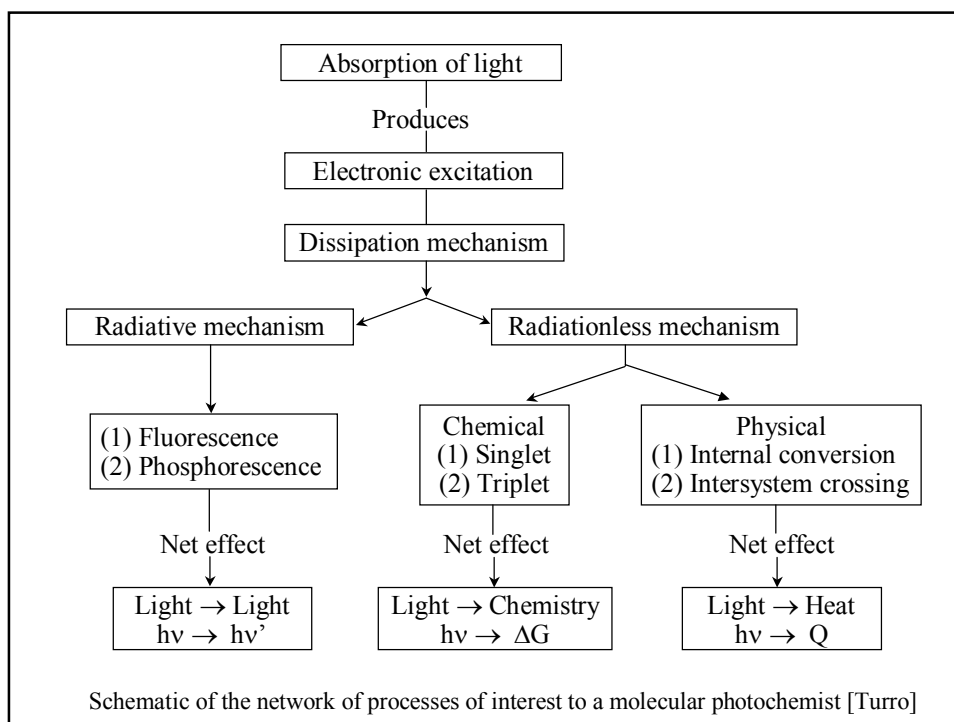 Absorption of light
Produces
Electronic excitation
Dissipation mechanism
Radiative mechanism
Radiationless mechanism
(1) Fluorescence
(2) Phosphorescence
Chemical
(1) Singlet
(2) Triplet
Physical
(1) Internal conversion
(2) Intersystem crossing
Net effect
Net effect
Net effect
Light → Light
hν → hν’
Light → Chemistry
hν → ΔG
Light → Heat
hν → Q
Schematic of the network of processes of interest to a molecular photochemist [Turro]